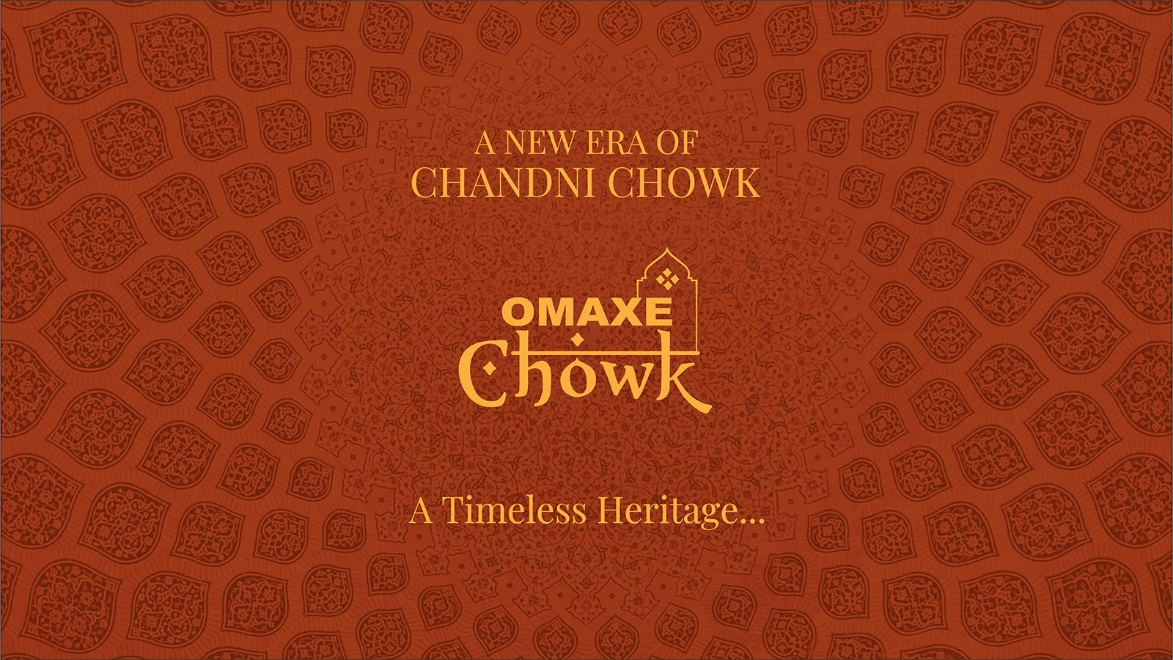 A NEW ERA OF
CHANDNI CHOWK
OMAXE
Chowk
A Timeless Heritage...